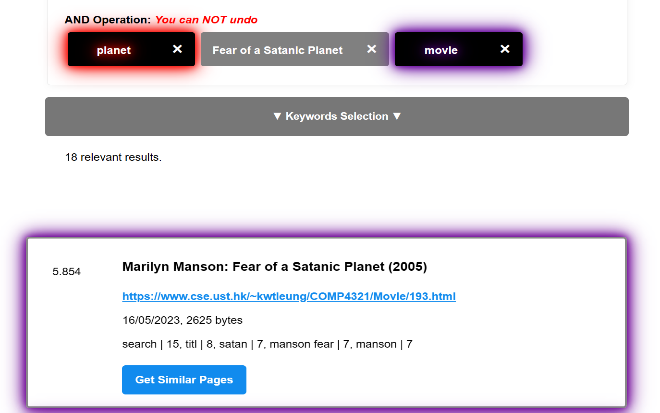 AND Operation: You can NOT undo
planet ✕ Fear of a Satanic Planet ✕ movie ✕
▼ Keywords Selection ▼
18 relevant results.
5.854
Marilyn Manson: Fear of a Satanic Planet (2005)
https://www.cse.ust.hk/~kwtleung/COMP4321/Movie/193.html
16/05/2023, 2625 bytes
search | 15, titl | 8, satan | 7, manson fear | 7, manson | 7
Get Similar Pages